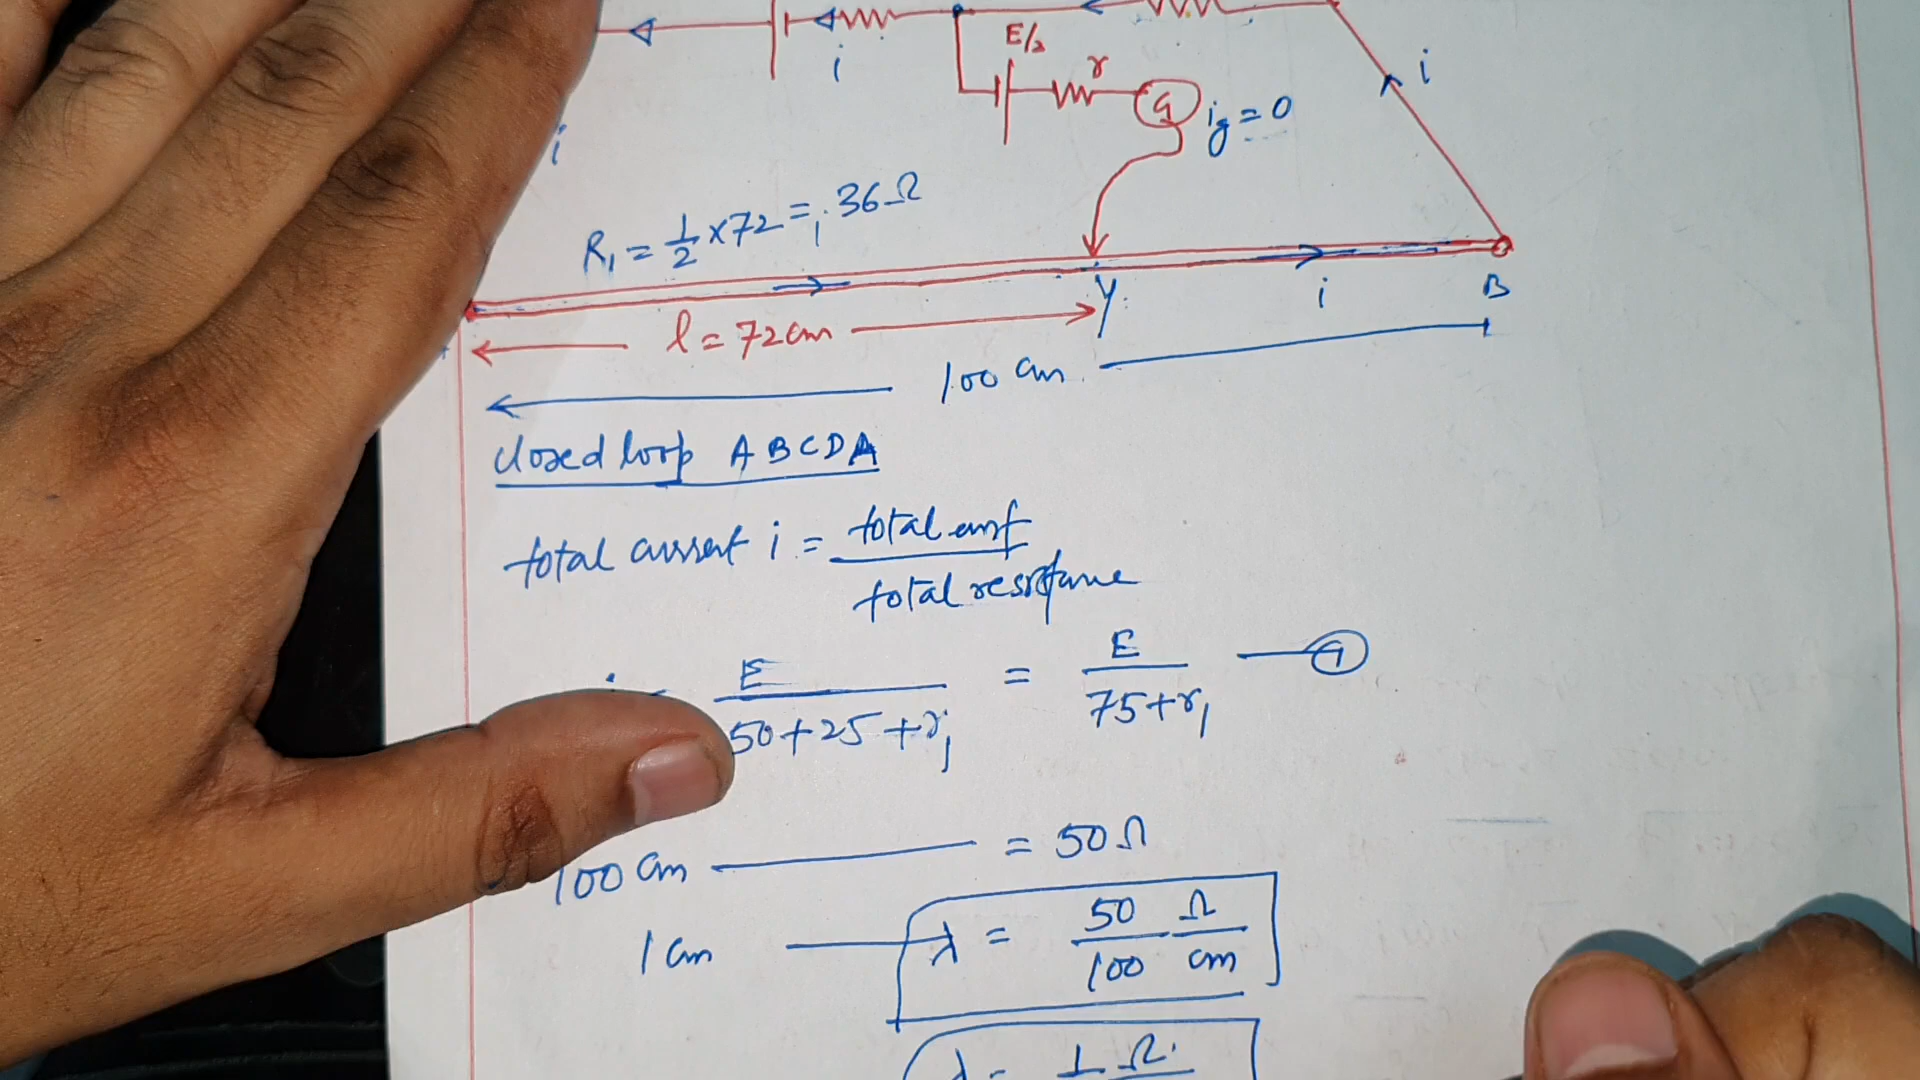 E/2
i
r
i
G
ig = 0
i
R₁ = 1/2 × 72 = 36 Ω
Y
i
B
l = 72 cm
100 cm
closed loop A B C D A
total current i = total emf / total resistance
E / 50 + 25 + r₁ = E / 75 + r₁ — 1
100 cm — = 50 Ω
1 cm — λ = 50 / 100 Ω / cm
λ = 1 Ω